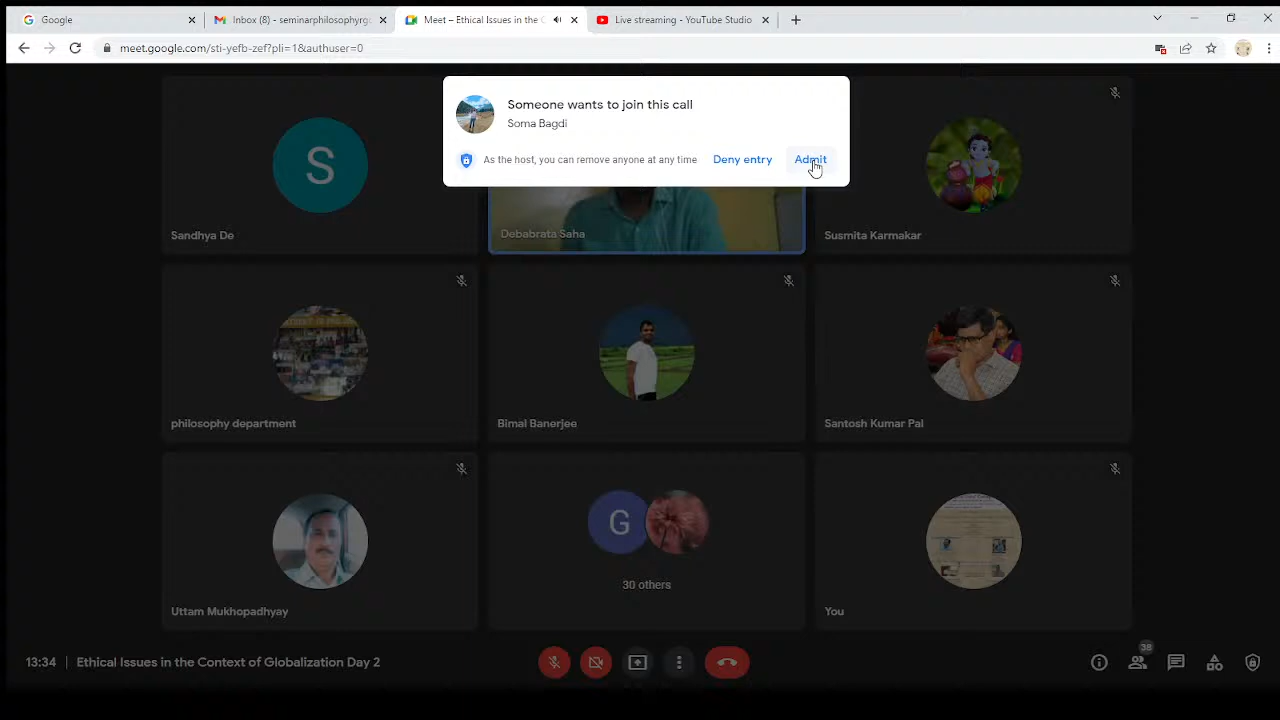 Google
Inbox (8) - seminarphilosophyrg
Meet – Ethical Issues in the C
Live streaming - YouTube Studio
meet.google.com/sti-yefb-zef?pli=1&authuser=0
Someone wants to join this call
Soma Bagdi
As the host, you can remove anyone at any time
Deny entry
Admit
S
Sandhya De
Debabrata Saha
Susmita Karmakar
philosophy department
Bimal Banerjee
Santosh Kumar Pal
G
30 others
Uttam Mukhopadhyay
You
13:34 | Ethical Issues in the Context of Globalization Day 2
38